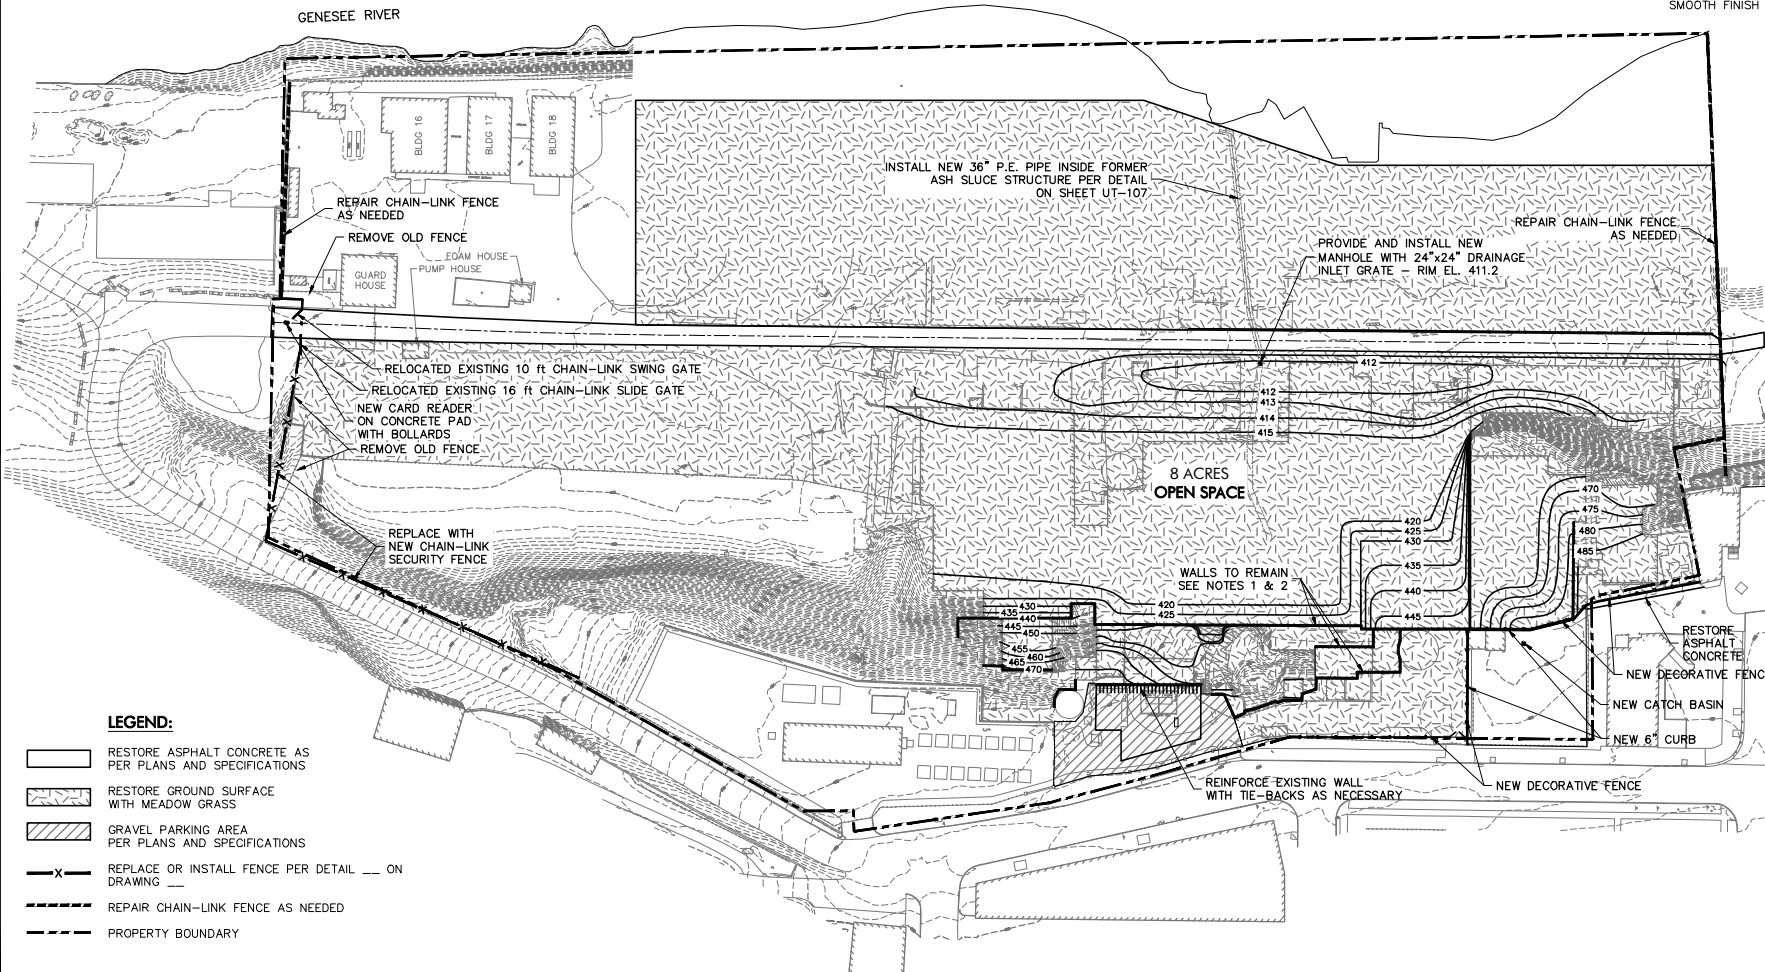 SMOOTH FINISH
GENESEE RIVER
BLDG 16
BLDG 17
BLDG 18
INSTALL NEW 36" P.E. PIPE INSIDE FORMER
ASH SLUCE STRUCTURE PER DETAIL
ON SHEET UT-107
REPAIR CHAIN-LINK FENCE
AS NEEDED
REMOVE OLD FENCE
REPAIR CHAIN-LINK FENCE
AS NEEDED
PROVIDE AND INSTALL NEW
MANHOLE WITH 24"x24" DRAINAGE
INLET GRATE - RIM EL. 411.2
FOAM HOUSE
PUMP HOUSE
GUARD
HOUSE
RELOCATED EXISTING 10 ft CHAIN-LINK SWING GATE
RELOCATED EXISTING 16 ft CHAIN-LINK SLIDE GATE
NEW CARD READER
ON CONCRETE PAD
WITH BOLLARDS
REMOVE OLD FENCE
412
412
413
414
415
8 ACRES
OPEN SPACE
470
475
480
485
420
425
430
435
440
445
REPLACE WITH
NEW CHAIN-LINK
SECURITY FENCE
WALLS TO REMAIN
SEE NOTES 1 & 2
420
425
430
435
440
445
450
455
460
465
470
RESTORE
ASPHALT
CONCRETE
NEW DECORATIVE FENC
NEW CATCH BASIN
NEW 6" CURB
NEW DECORATIVE FENCE
REINFORCE EXISTING WALL
WITH TIE-BACKS AS NECESSARY
LEGEND:
RESTORE ASPHALT CONCRETE AS
PER PLANS AND SPECIFICATIONS
RESTORE GROUND SURFACE
WITH MEADOW GRASS
GRAVEL PARKING AREA
PER PLANS AND SPECIFICATIONS
REPLACE OR INSTALL FENCE PER DETAIL __ ON
DRAWING __
REPAIR CHAIN-LINK FENCE AS NEEDED
PROPERTY BOUNDARY